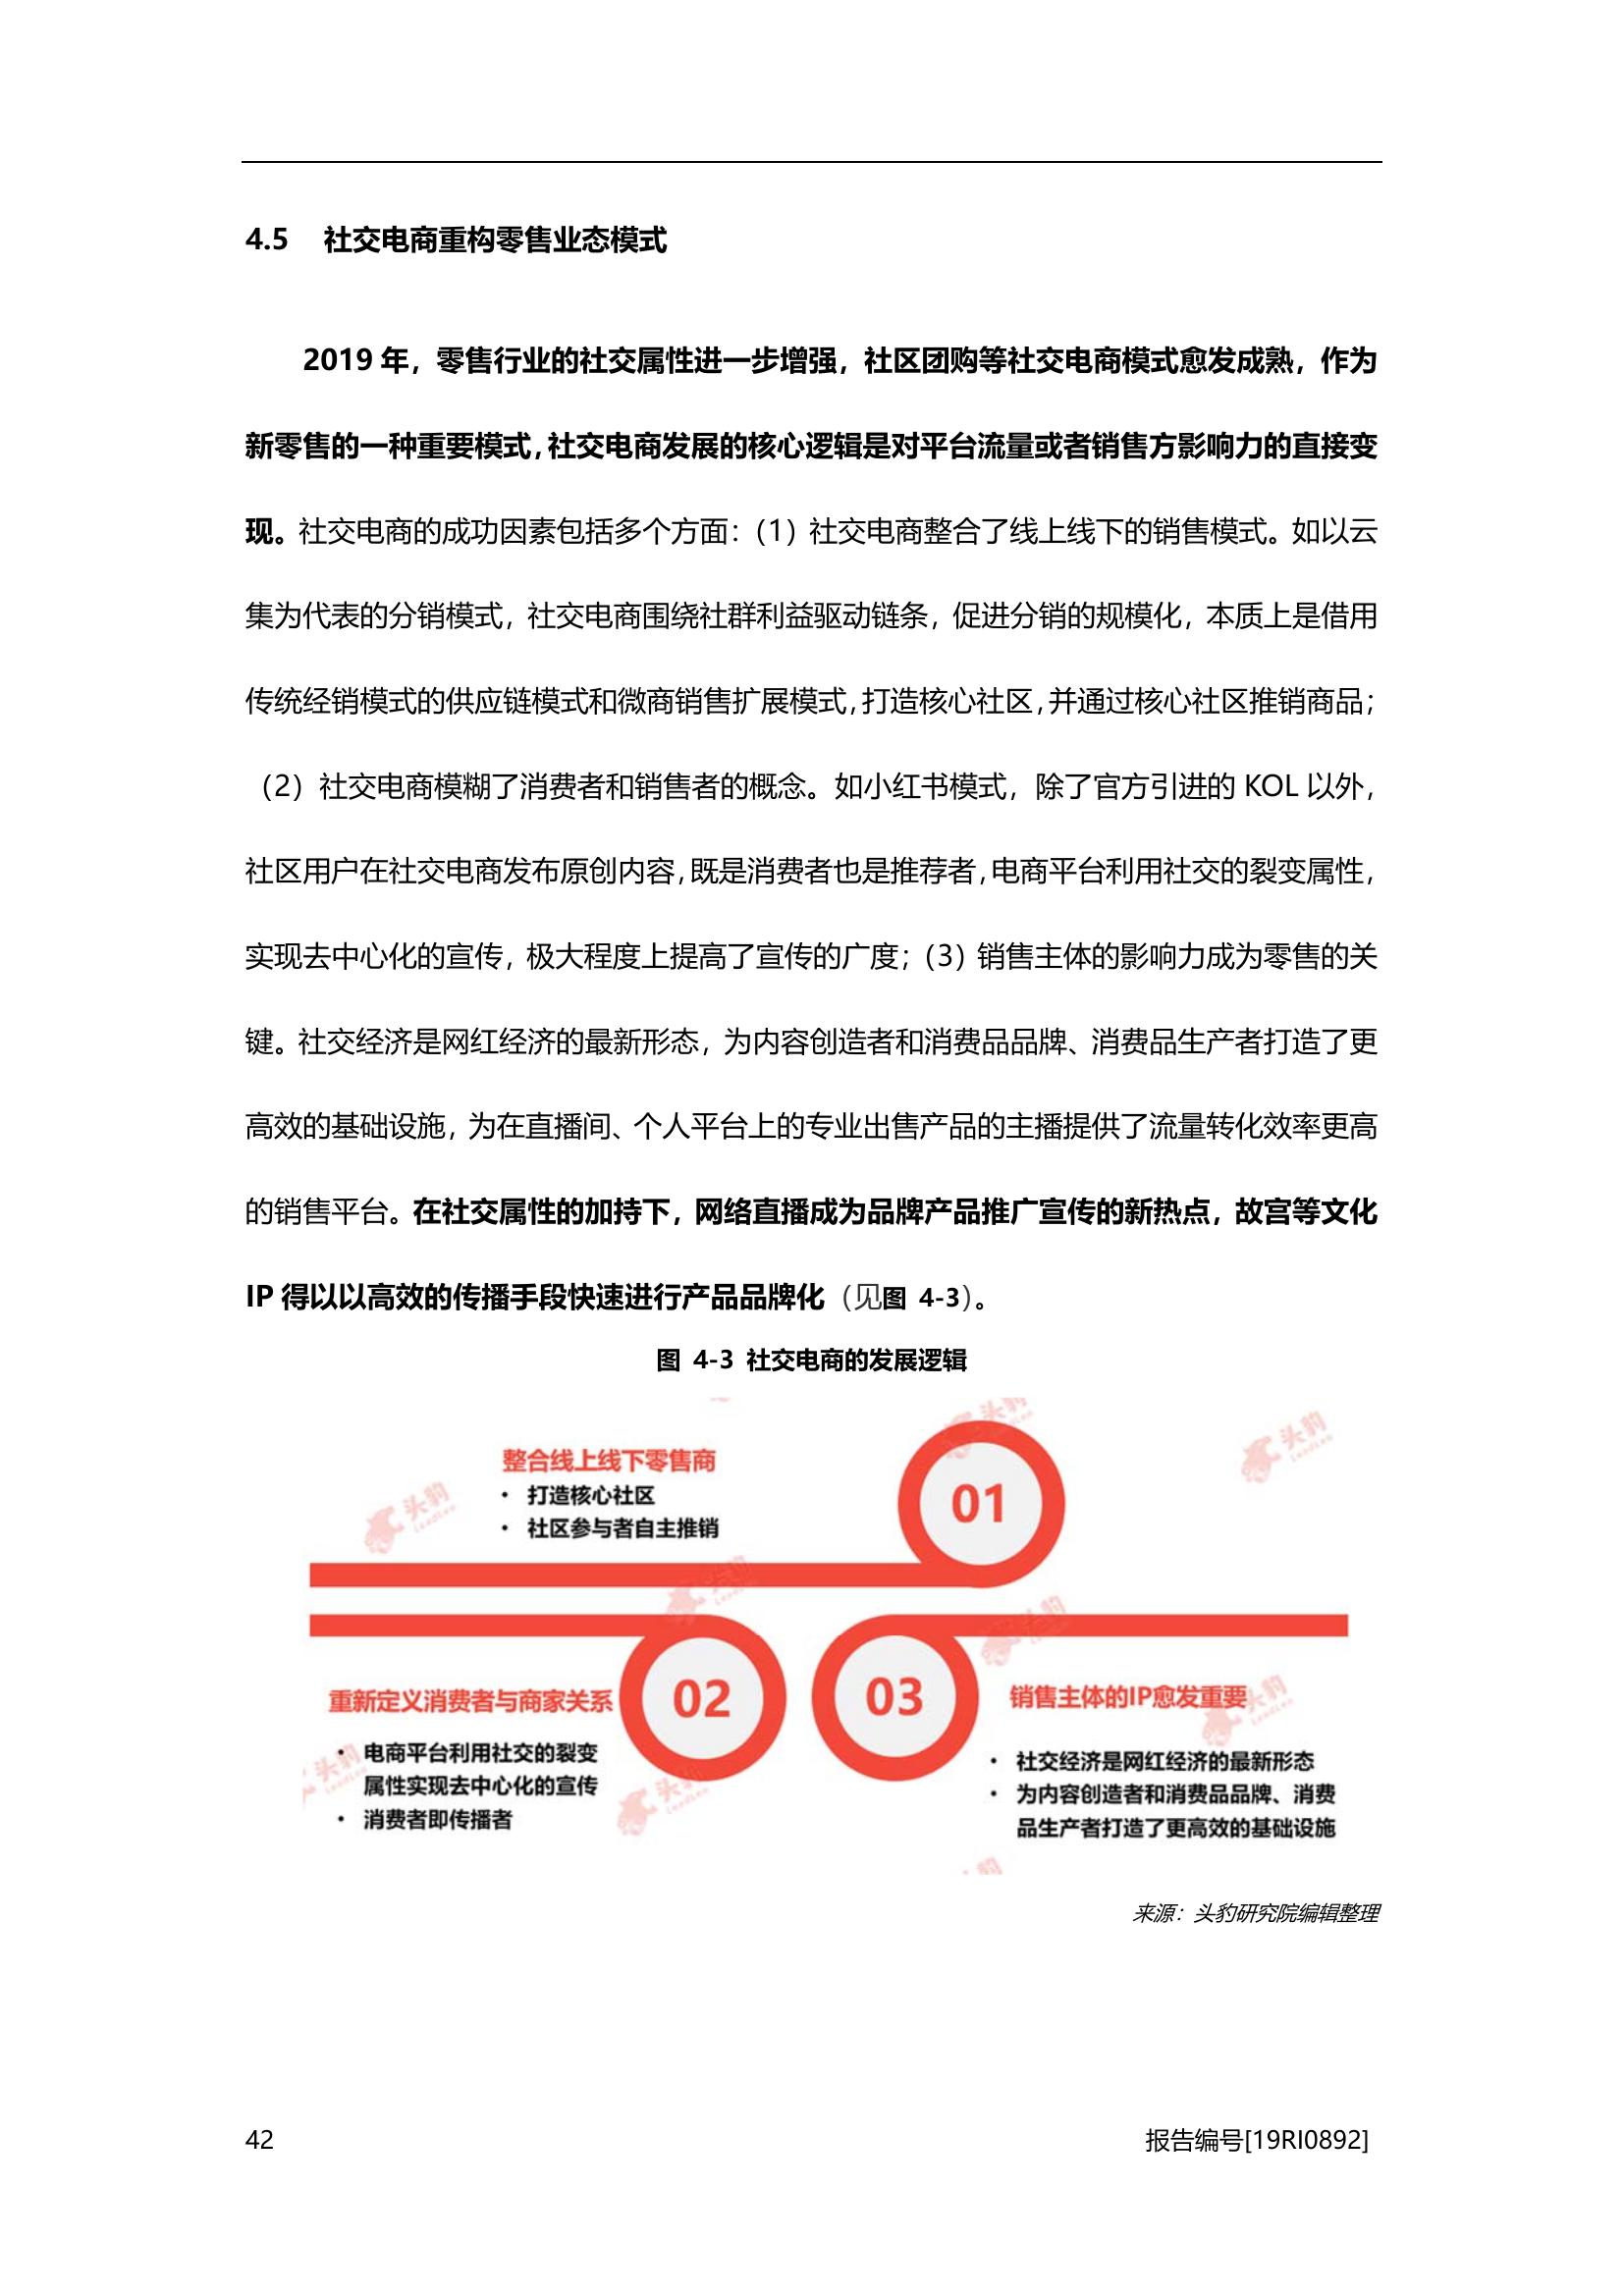 4.5 社交电商重构零售业态模式
2019 年，零售行业的社交属性进一步增强，社区团购等社交电商模式愈发成熟，作为
新零售的一种重要模式，社交电商发展的核心逻辑是对平台流量或者销售方影响力的直接变
现。社交电商的成功因素包括多个方面：（1）社交电商整合了线上线下的销售模式。如以云
集为代表的分销模式，社交电商围绕社群利益驱动链条，促进分销的规模化，本质上是借用
传统经销模式的供应链模式和微商销售扩展模式，打造核心社区，并通过核心社区推销商品；
（2）社交电商模糊了消费者和销售者的概念。如小红书模式，除了官方引进的 KOL 以外，
社区用户在社交电商发布原创内容，既是消费者也是推荐者，电商平台利用社交的裂变属性，
实现去中心化的宣传，极大程度上提高了宣传的广度；（3）销售主体的影响力成为零售的关
键。社交经济是网红经济的最新形态，为内容创造者和消费品品牌、消费品生产者打造了更
高效的基础设施，为在直播间、个人平台上的专业出售产品的主播提供了流量转化效率更高
的销售平台。在社交属性的加持下，网络直播成为品牌产品推广宣传的新热点，故宫等文化
IP 得以以高效的传播手段快速进行产品品牌化（见图 4-3）。
图 4-3 社交电商的发展逻辑
整合线上线下零售商
• 打造核心社区
• 社区参与者自主推销
01
02
03
重新定义消费者与商家关系
• 电商平台利用社交的裂变
属性实现去中心化的宣传
• 消费者即传播者
销售主体的IP愈发重要
• 社交经济是网红经济的最新形态
• 为内容创造者和消费品品牌、消费
品生产者打造了更高效的基础设施
头豹
LeadLeo
来源：头豹研究院编辑整理
42
报告编号[19RI0892]